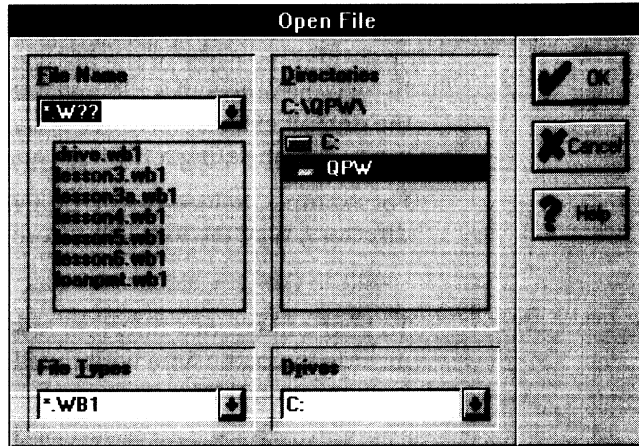 Open File
File Name
*.W??
drive.wb1
lesson3.wb1
lesson3a.wb1
lesson4.wb1
lesson5.wb1
lesson6.wb1
loanpmt.wb1
File Types
*.WB1
Directories
C:\QPW\
C:
QPW
Drives
C:
OK
Cancel
Help